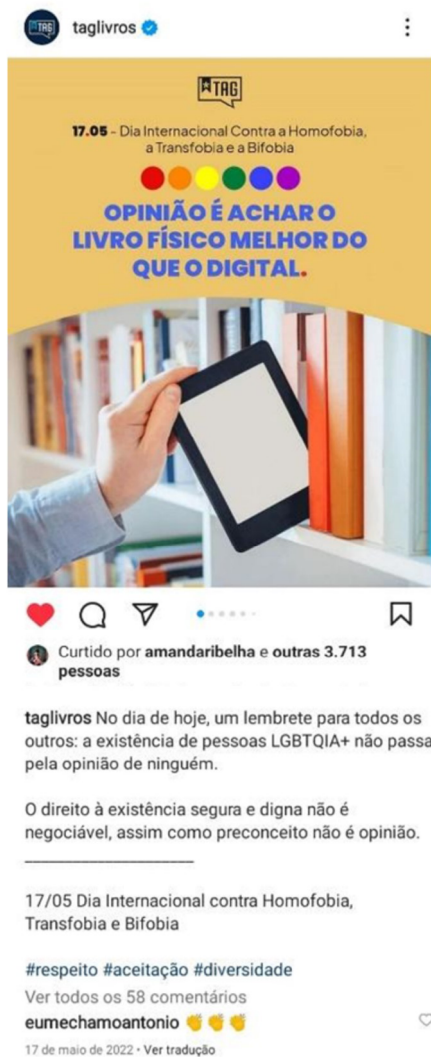 TAG
taglivros
TAG
17.05 - Dia Internacional Contra a Homofobia,
a Transfobia e a Bifobia
OPINIÃO É ACHAR O
LIVRO FÍSICO MELHOR DO
QUE O DIGITAL.
Curtido por amandaribelha e outras 3.713
pessoas
taglivros No dia de hoje, um lembrete para todos os
outros: a existência de pessoas LGBTQIA+ não passa
pela opinião de ninguém.
O direito à existência segura e digna não é
negociável, assim como preconceito não é opinião.
17/05 Dia Internacional contra Homofobia,
Transfobia e Bifobia
#respeito #aceitação #diversidade
Ver todos os 58 comentários
eumechamoantonio 👏👏👏
17 de maio de 2022 • Ver tradução